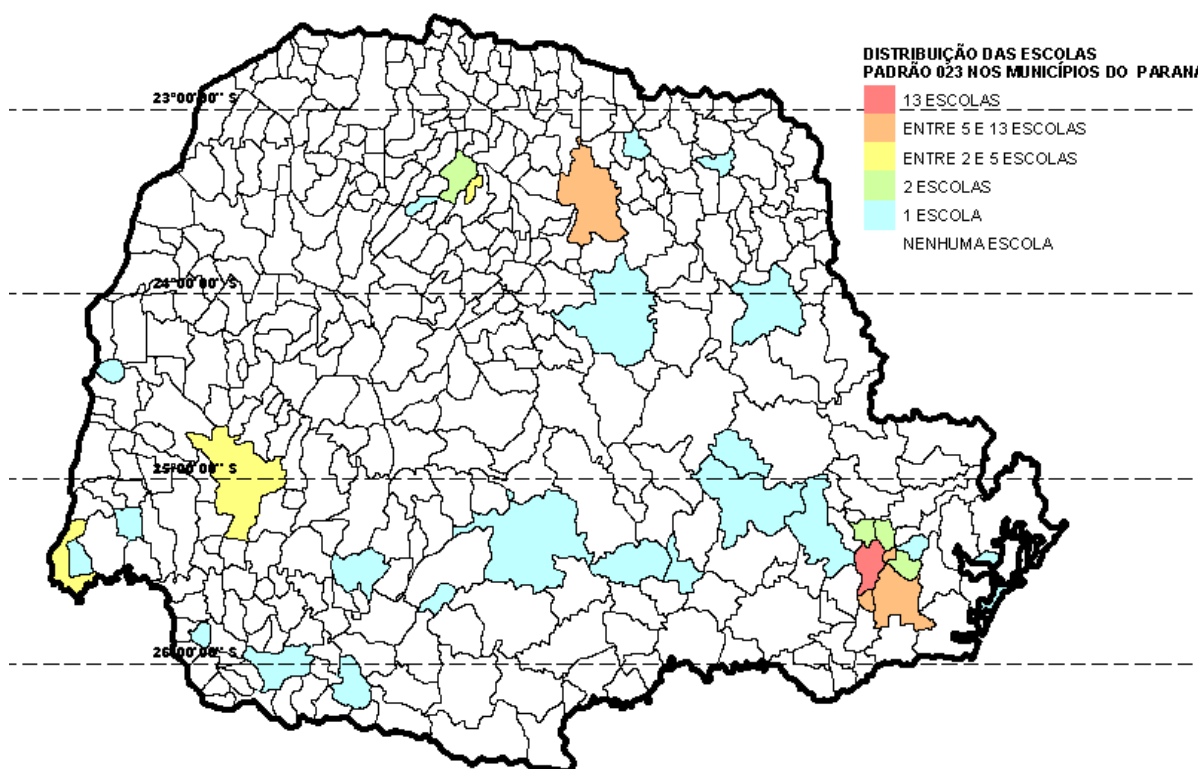 DISTRIBUIÇÃO DAS ESCOLAS
PADRÃO 023 NOS MUNICÍPIOS DO PARANÁ
13 ESCOLAS
ENTRE 5 E 13 ESCOLAS
ENTRE 2 E 5 ESCOLAS
2 ESCOLAS
1 ESCOLA
NENHUMA ESCOLA
23°00'00" S
24°00'00" S
25°00'00" S
26°00'00" S